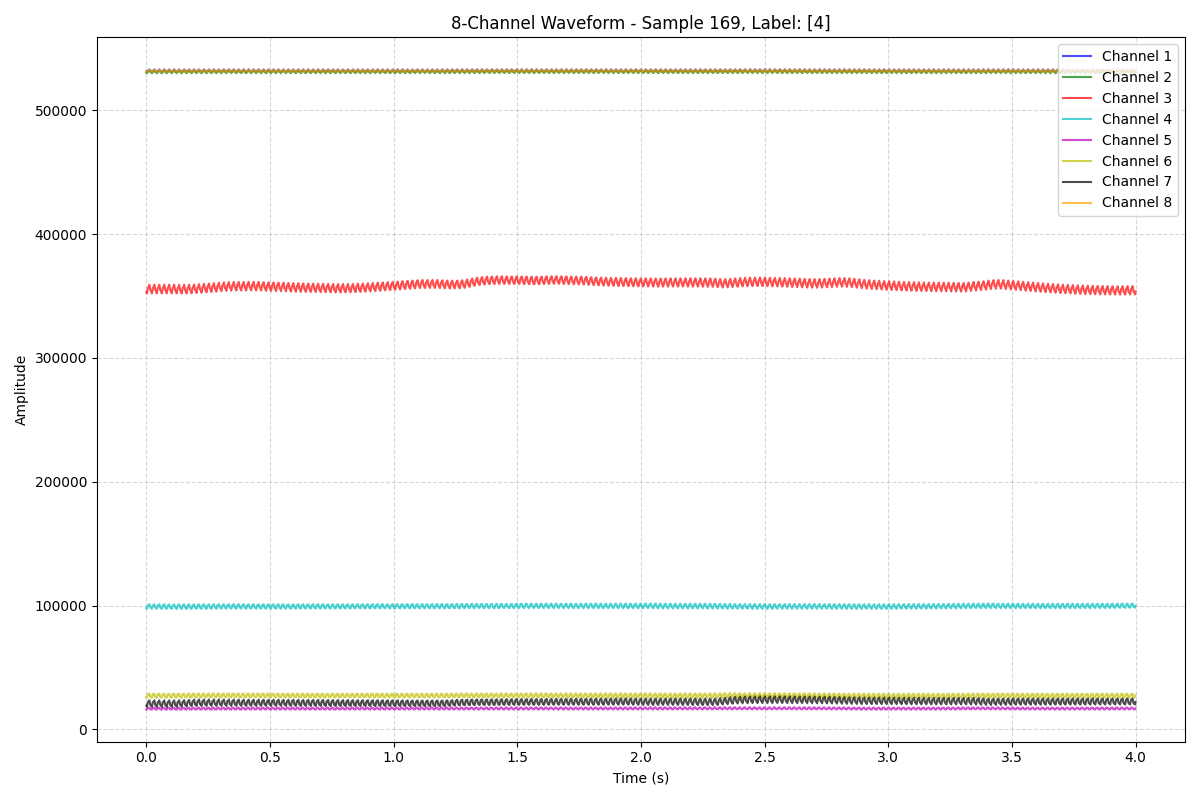 8-Channel Waveform - Sample 169, Label: [4]
Channel 1
Channel 2
Channel 3
Channel 4
Channel 5
Channel 6
Channel 7
Channel 8
500000
400000
300000
200000
100000
0
Amplitude
0.0 0.5 1.0 1.5 2.0 2.5 3.0 3.5 4.0
Time (s)